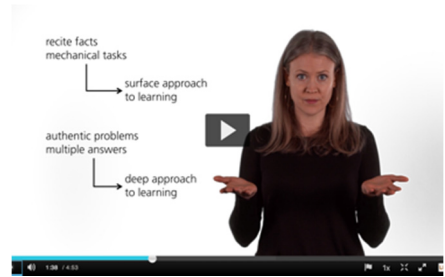 recite facts
mechanical tasks
surface approach
to learning
authentic problems
multiple answers
deep approach
to learning
1:38 / 4:53
1x